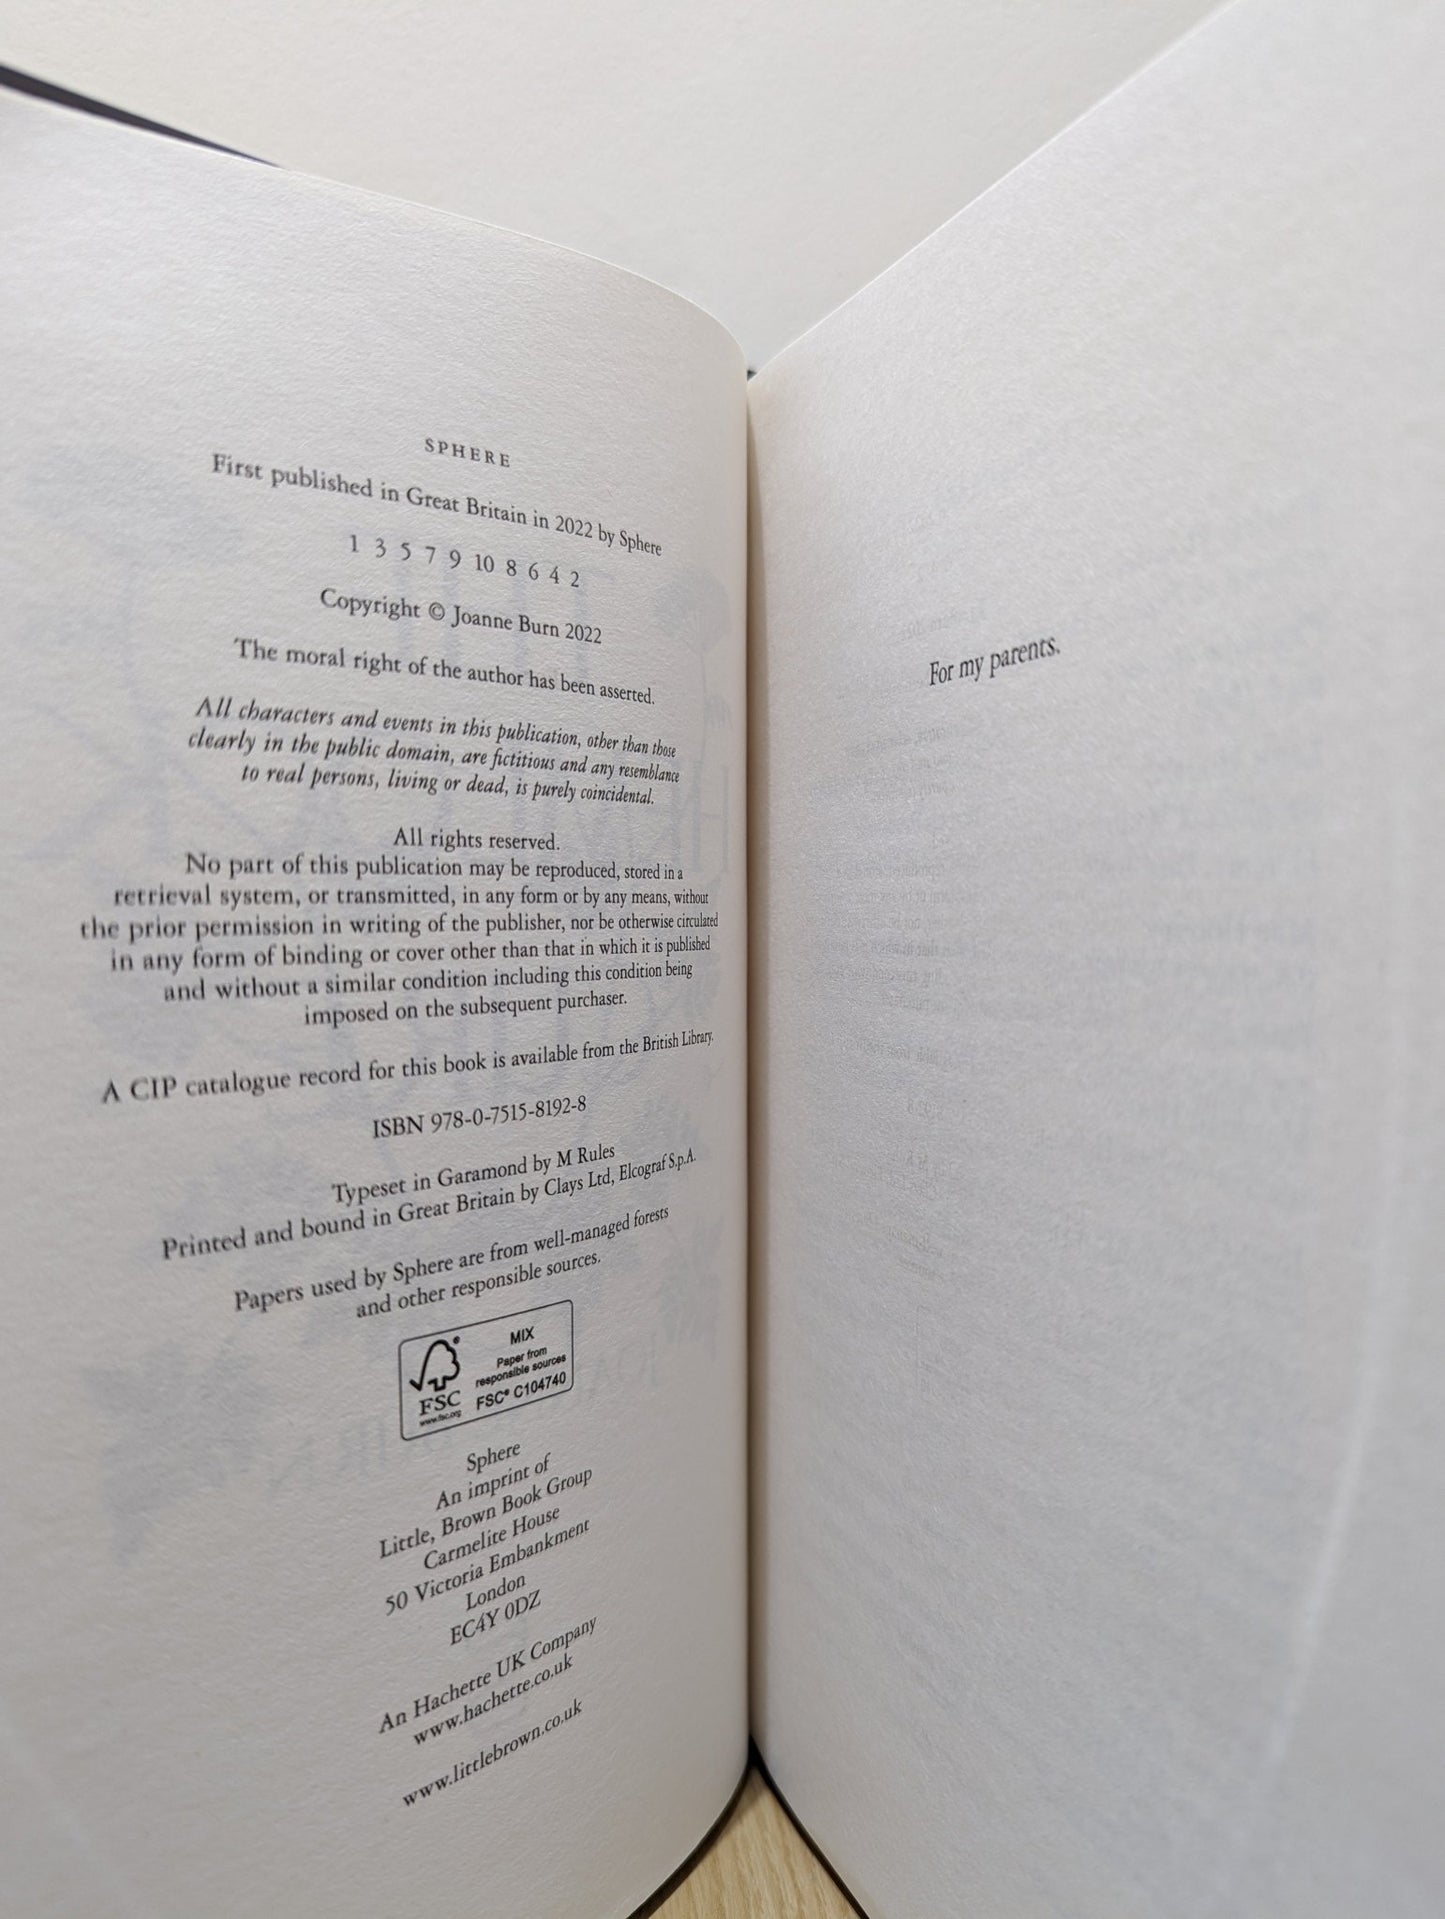 SPHERE
First published in Great Britain in 2022 by Sphere
1 3 5 7 9 10 8 6 4 2
Copyright © Joanne Burn 2022
The moral right of the author has been asserted.
All characters and events in this publication, other than those
clearly in the public domain, are fictitious and any resemblance
to real persons, living or dead, is purely coincidental.
All rights reserved.
No part of this publication may be reproduced, stored in a
retrieval system, or transmitted, in any form or by any means, without
the prior permission in writing of the publisher, nor be otherwise circulated
in any form of binding or cover other than that in which it is published
and without a similar condition including this condition being
imposed on the subsequent purchaser.
A CIP catalogue record for this book is available from the British Library.
ISBN 978-0-7515-8192-8
Typeset in Garamond by M Rules
Printed and bound in Great Britain by Clays Ltd, Elcograf S.p.A.
Papers used by Sphere are from well-managed forests
and other responsible sources.
MIX
Paper from
responsible sources
FSC® C104740
FSC
www.fsc.org
Sphere
An imprint of
Little, Brown Book Group
Carmelite House
50 Victoria Embankment
London
EC4Y 0DZ
An Hachette UK Company
www.hachette.co.uk
www.littlebrown.co.uk
For my parents.